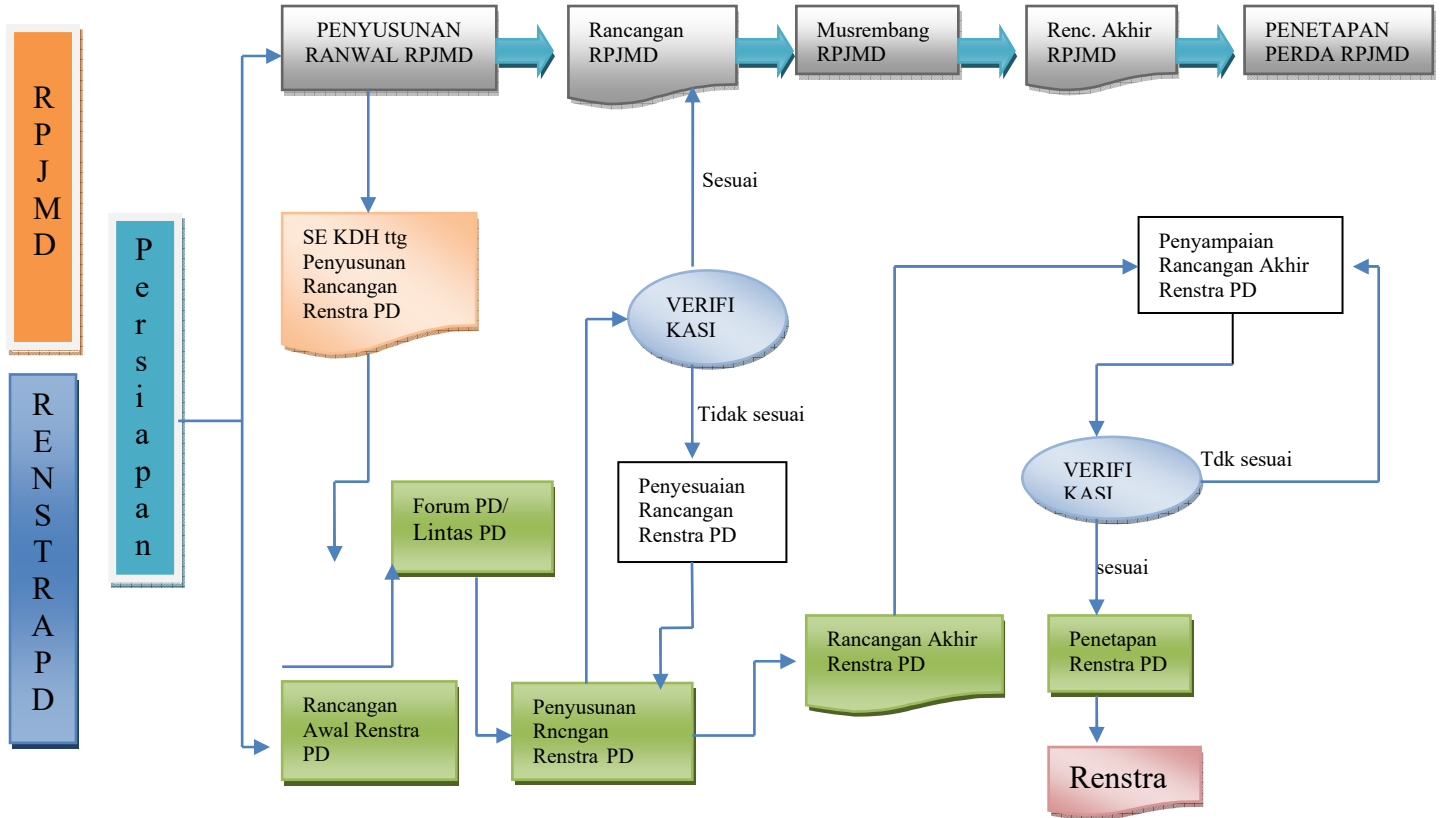 PENYUSUNAN
RANWAL RPJMD
Rancangan
RPJMD
Musrembang
RPJMD
Renc. Akhir
RPJMD
PENETAPAN
PERDA RPJMD
R
P
J
M
D
Sesuai
P
e
r
s
i
a
p
a
n
SE KDH ttg
Penyusunan
Rancangan
Renstra PD
VERIFI
KASI
Penyampaian
Rancangan Akhir
Renstra PD
R
E
N
S
T
R
A
P
D
Tidak sesuai
VERIFI
KASI
Tdk sesuai
Penyesuaian
Rancangan
Renstra PD
Forum PD/
Lintas PD
sesuai
Rancangan Akhir
Renstra PD
Penetapan
Renstra PD
Rancangan
Awal Renstra
PD
Penyusunan
Rncngan
Renstra PD
Renstra